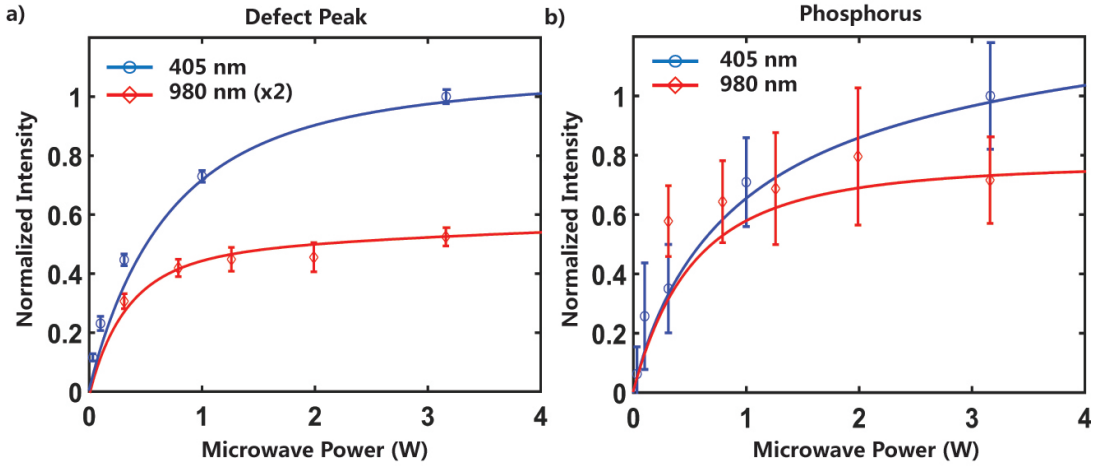 a)
Defect Peak
405 nm
980 nm (x2)
Normalized Intensity
1
0.8
0.6
0.4
0.2
0
0 1 2 3 4
Microwave Power (W)
b)
Phosphorus
405 nm
980 nm
Normalized Intensity
1
0.8
0.6
0.4
0.2
0
0 1 2 3 4
Microwave Power (W)